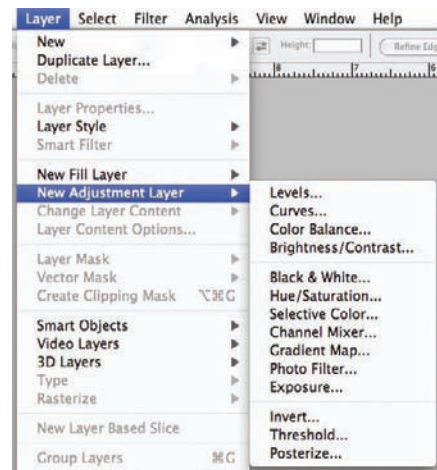 Layer Select Filter Analysis View Window Help
New
Height: Refine Edg
Duplicate Layer...
Delete
6 7 8
Layer Properties...
Layer Style
Smart Filter
New Fill Layer
New Adjustment Layer
Change Layer Content
Layer Content Options...
Layer Mask
Vector Mask
Create Clipping Mask ⌥⌘G
Smart Objects
Video Layers
3D Layers
Type
Rasterize
New Layer Based Slice
Group Layers ⌘G
Levels...
Curves...
Color Balance...
Brightness/Contrast...
Black & White...
Hue/Saturation...
Selective Color...
Channel Mixer...
Gradient Map...
Photo Filter...
Exposure...
Invert...
Threshold...
Posterize...